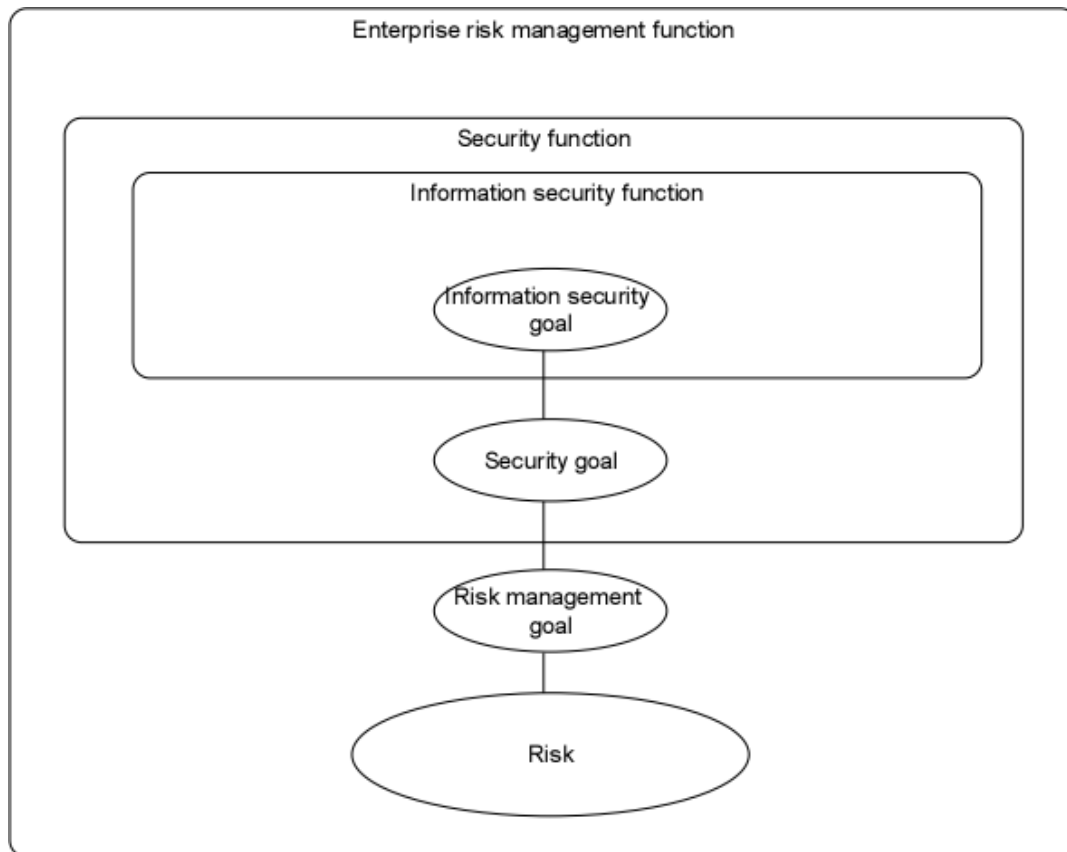 Enterprise risk management function
Security function
Information security function
Information security
goal
Security goal
Risk management
goal
Risk